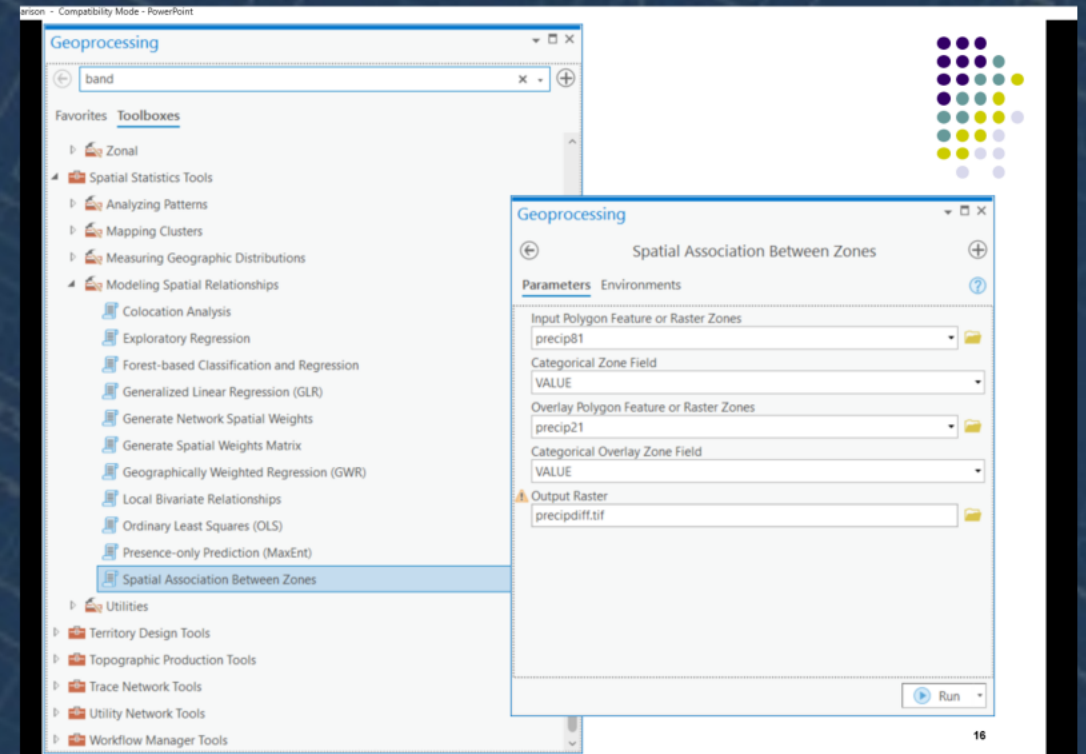 arison - Compatibility Mode - PowerPoint
Geoprocessing
band
Favorites Toolboxes
Zonal
Spatial Statistics Tools
Analyzing Patterns
Mapping Clusters
Measuring Geographic Distributions
Modeling Spatial Relationships
Colocation Analysis
Exploratory Regression
Forest-based Classification and Regression
Generalized Linear Regression (GLR)
Generate Network Spatial Weights
Generate Spatial Weights Matrix
Geographically Weighted Regression (GWR)
Local Bivariate Relationships
Ordinary Least Squares (OLS)
Presence-only Prediction (MaxEnt)
Spatial Association Between Zones
Utilities
Territory Design Tools
Topographic Production Tools
Trace Network Tools
Utility Network Tools
Workflow Manager Tools
Geoprocessing
Spatial Association Between Zones
Parameters Environments
Input Polygon Feature or Raster Zones
precip81
Categorical Zone Field
VALUE
Overlay Polygon Feature or Raster Zones
precip21
Categorical Overlay Zone Field
VALUE
Output Raster
precipdiff.tif
Run
16